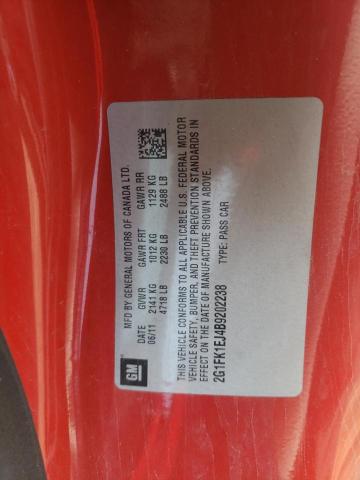 GM
MFD BY GENERAL MOTORS OF CANADA LTD.
DATE GVWR GAWR FRT GAWR RR
06/11 2141 KG 1012 KG 1129 KG
4718 LB 2230 LB 2488 LB
THIS VEHICLE CONFORMS TO ALL APPLICABLE U.S. FEDERAL MOTOR
VEHICLE SAFETY, BUMPER, AND THEFT PREVENTION STANDARDS IN
EFFECT ON THE DATE OF MANUFACTURE SHOWN ABOVE.
2G1FK1EJ4B9202238 TYPE: PASS CAR